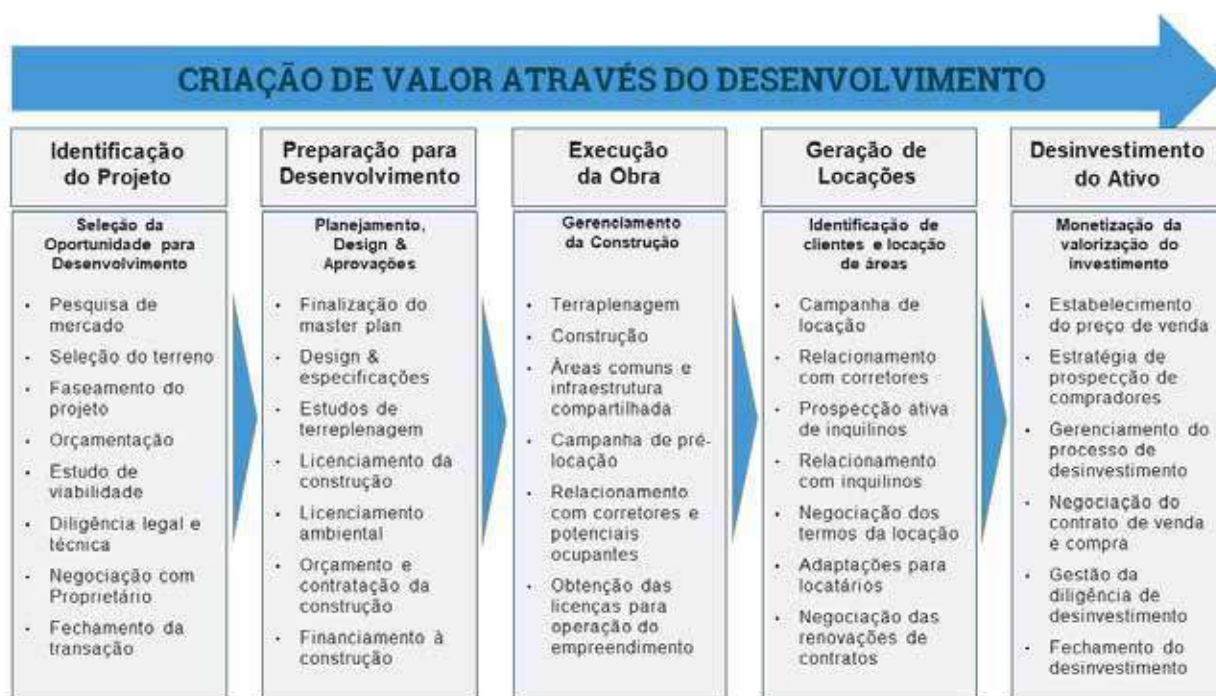 CRIAÇÃO DE VALOR ATRAVÉS DO DESENVOLVIMENTO
Identificação
do Projeto
Seleção da
Oportunidade para
Desenvolvimento
• Pesquisa de
mercado
• Seleção do terreno
• Faseamento do
projeto
• Orçamentação
• Estudo de
viabilidade
• Diligência legal e
técnica
• Negociação com
Proprietário
• Fechamento da
transação
Preparação para
Desenvolvimento
Planejamento,
Design &
Aprovações
• Finalização do
master plan
• Design &
especificações
• Estudos de
terreplenagem
• Licenciamento da
construção
• Licenciamento
ambiental
• Orçamento e
contratação da
construção
• Financiamento à
construção
Execução
da Obra
Gerenciamento
da Construção
• Terraplenagem
• Construção
• Áreas comuns e
infraestrutura
compartilhada
• Campanha de pré-
locação
• Relacionamento
com corretores e
potenciais
ocupantes
• Obtenção das
licenças para
operação do
empreendimento
Geração de
Locações
Identificação de
clientes e locação
de áreas
• Campanha de
locação
• Relacionamento
com corretores
• Prospecção ativa
de inquilinos
• Relacionamento
com inquilinos
• Negociação dos
termos da locação
• Adaptações para
locatários
• Negociação das
renovações de
contratos
Desinvestimento
do Ativo
Monetização da
valorização do
investimento
• Estabelecimento
do preço de venda
• Estratégia de
prospecção de
compradores
• Gerenciamento do
processo de
desinvestimento
• Negociação do
contrato de venda
e compra
• Gestão da
diligência de
desinvestimento
• Fechamento do
desinvestimento